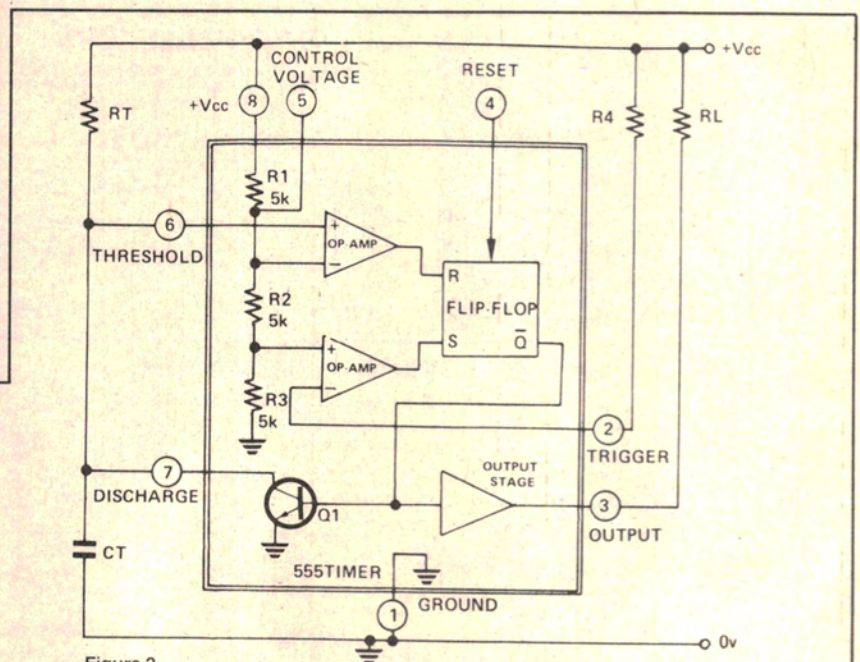 +Vcc
CONTROL
VOLTAGE
RESET
+Vcc
8
5
4
RT
R4
RL
R1
5k
6
THRESHOLD
+
OP-AMP
−
R
FLIP-FLOP
S
Q̅
R2
5k
+
OP-AMP
−
R3
5k
2
TRIGGER
7
DISCHARGE
OUTPUT
STAGE
Q1
3
OUTPUT
CT
555TIMER
1
GROUND
0v